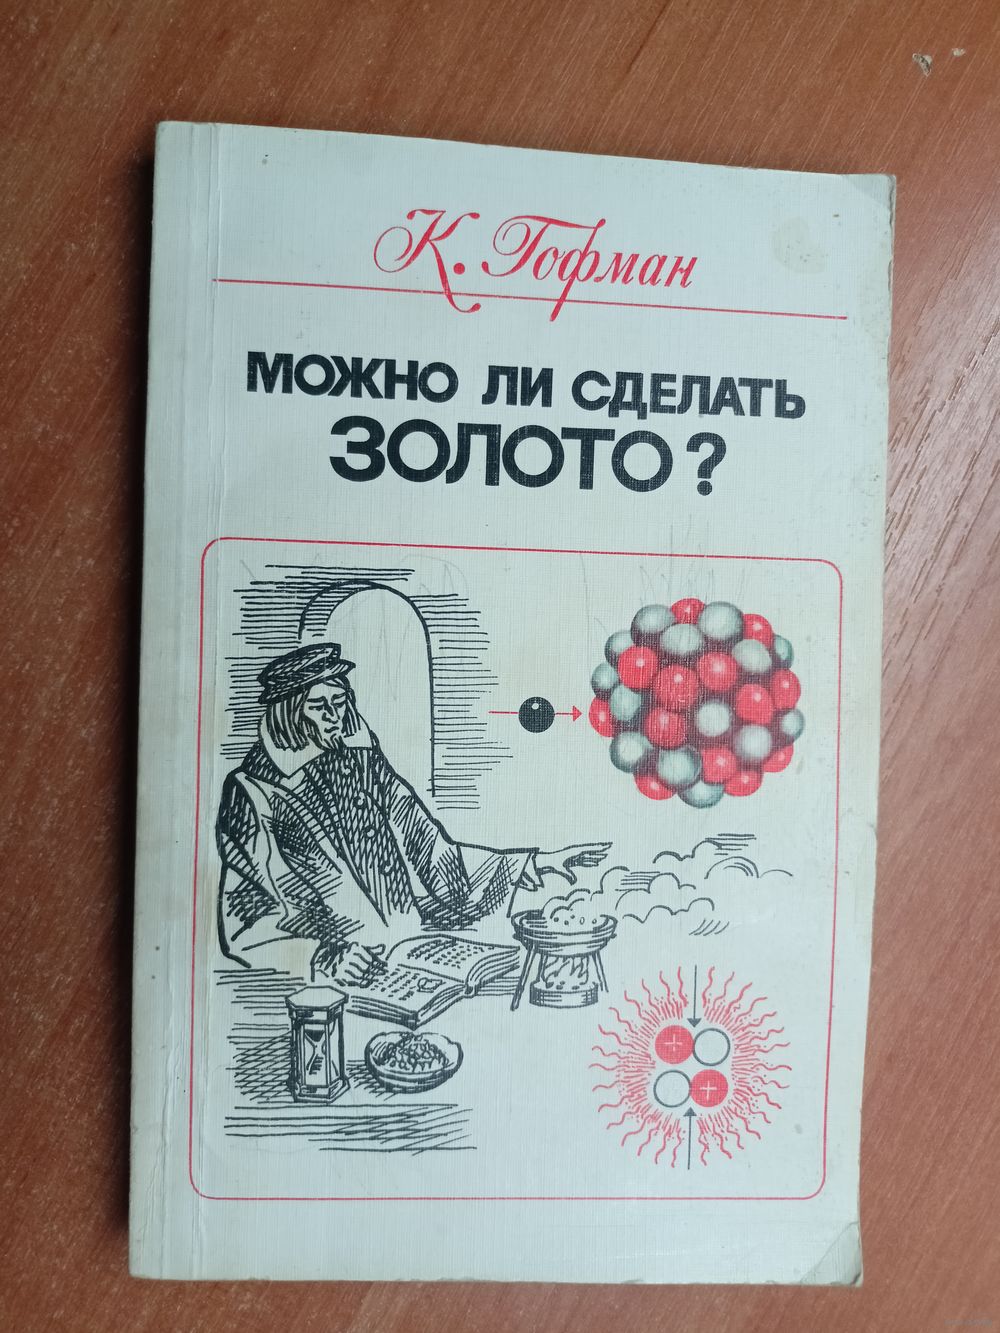 К. Гофман
МОЖНО ЛИ СДЕЛАТЬ
ЗОЛОТО?
+
+